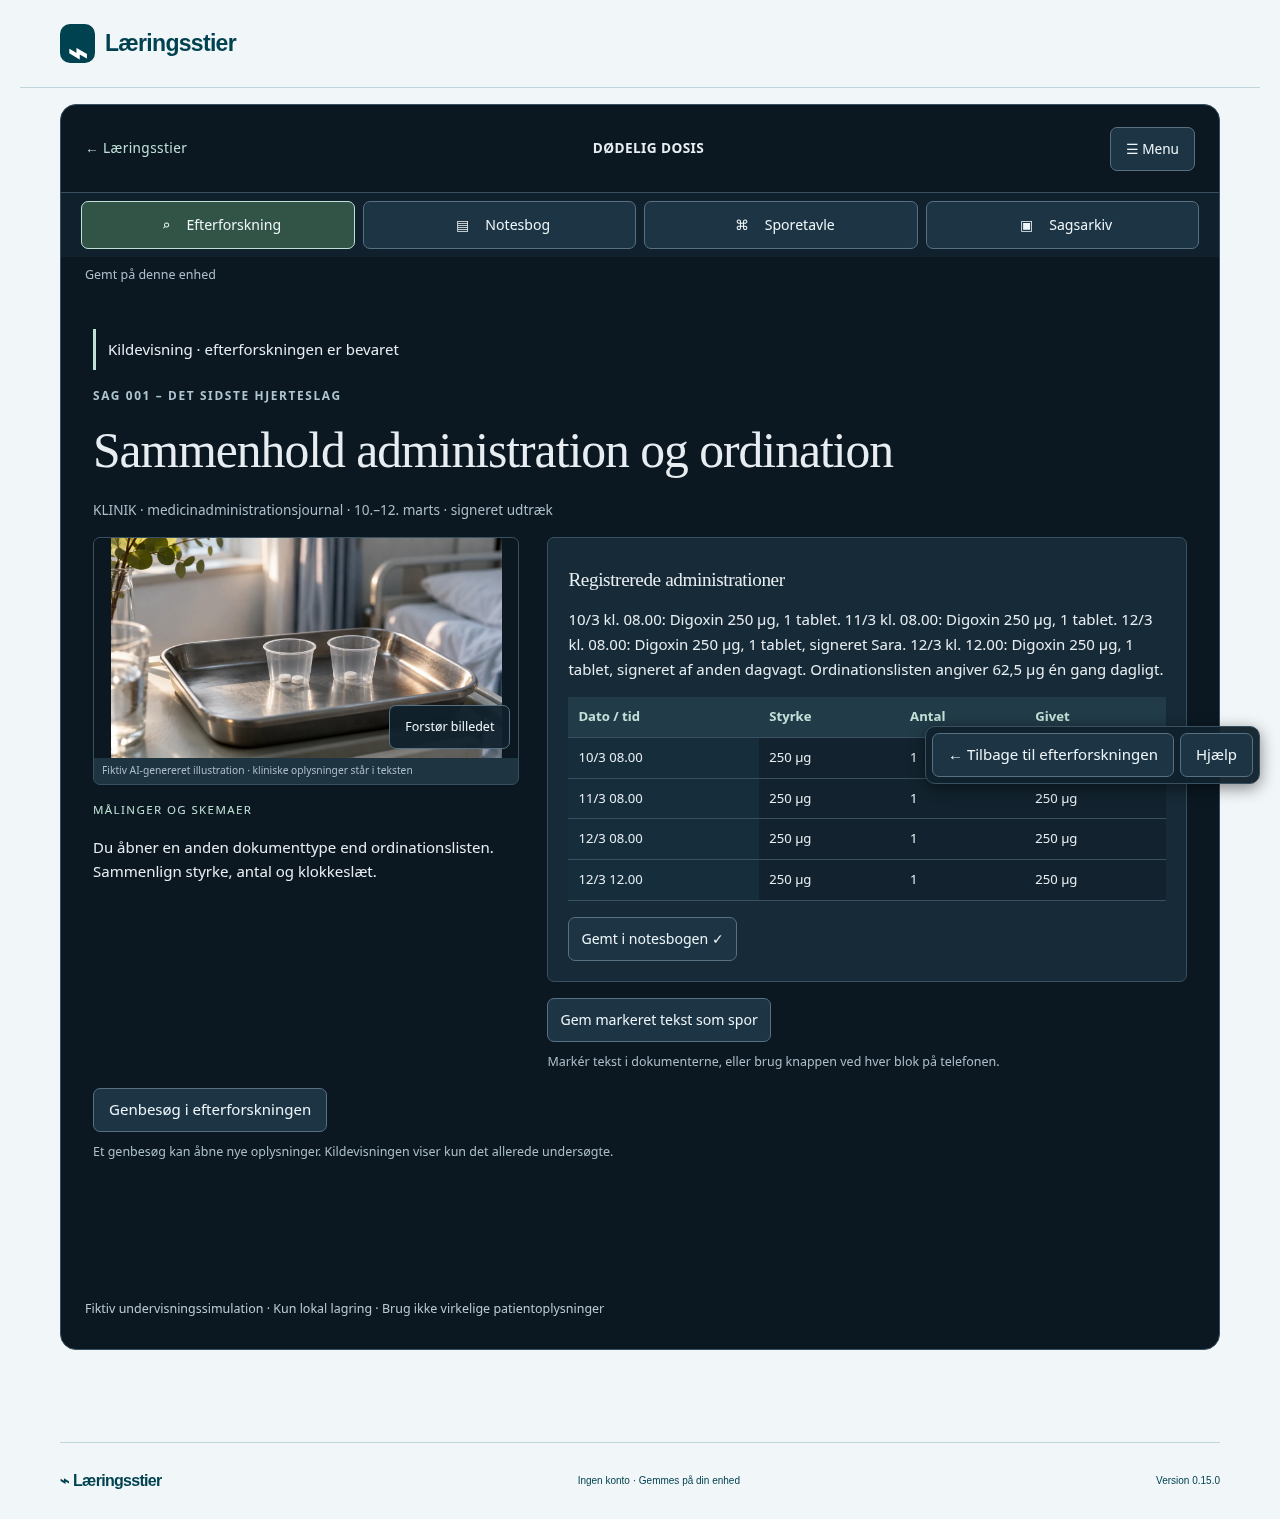 Læringsstier
← Læringsstier
DØDELIG DOSIS
☰ Menu
⌕ Efterforskning
▤ Notesbog
⌘ Sporetavle
▣ Sagsarkiv
Gemt på denne enhed
Kildevisning · efterforskningen er bevaret
SAG 001 – DET SIDSTE HJERTESLAG
Sammenhold administration og ordination
KLINIK · medicinadministrationsjournal · 10.–12. marts · signeret udtræk
Forstør billedet
Fiktiv AI-genereret illustration · kliniske oplysninger står i teksten
MÅLINGER OG SKEMAER
Du åbner en anden dokumenttype end ordinationslisten.
Sammenlign styrke, antal og klokkeslæt.
Registrerede administrationer
10/3 kl. 08.00: Digoxin 250 µg, 1 tablet. 11/3 kl. 08.00: Digoxin 250 µg, 1 tablet. 12/3
kl. 08.00: Digoxin 250 µg, 1 tablet, signeret Sara. 12/3 kl. 12.00: Digoxin 250 µg, 1
tablet, signeret af anden dagvagt. Ordinationslisten angiver 62,5 µg én gang dagligt.
Dato / tid Styrke Antal Givet
10/3 08.00 250 µg 1
← Tilbage til efterforskningen
Hjælp
11/3 08.00 250 µg 1 250 µg
12/3 08.00 250 µg 1 250 µg
12/3 12.00 250 µg 1 250 µg
Gemt i notesbogen ✓
Gem markeret tekst som spor
Markér tekst i dokumenterne, eller brug knappen ved hver blok på telefonen.
Genbesøg i efterforskningen
Et genbesøg kan åbne nye oplysninger. Kildevisningen viser kun det allerede undersøgte.
Fiktiv undervisningssimulation · Kun lokal lagring · Brug ikke virkelige patientoplysninger
⌁ Læringsstier
Ingen konto · Gemmes på din enhed
Version 0.15.0